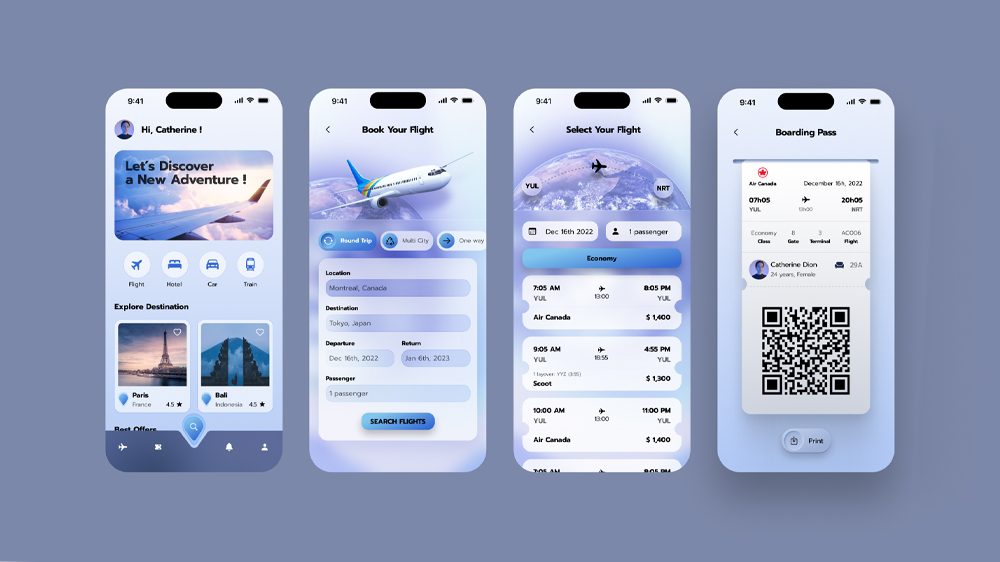 9:41
Hi, Catherine !
Let's Discover
a New Adventure !
Flight Hotel Car Train
Explore Destination
Paris
France 4.5 ★
Bali
Indonesia 4.5 ★
Best Offers
9:41
Book Your Flight
Round Trip Multi City One way
Location
Montreal, Canada
Destination
Tokyo, Japan
Departure Return
Dec 16th, 2022 Jan 6th, 2023
Passenger
1 passenger
SEARCH FLIGHTS
9:41
Select Your Flight
YUL NRT
Dec 16th 2022 1 passenger
Economy
7:05 AM 8:05 PM
YUL 13:00 YUL
Air Canada $ 1,400
9:05 AM 4:55 PM
YUL 18:55 YUL
1 layover: YYZ (3:55)
Scoot $ 1,300
10:00 AM 11:00 PM
YUL 13:00 YUL
Air Canada $ 1,400
7:05 AM 8:05 PM
9:41
Boarding Pass
Air Canada December 16h, 2022
07h05 20h05
YUL 13h00 NRT
Economy 8 3 AC006
Class Gate Terminal Flight
Catherine Dion 29A
24 years, Female
Print